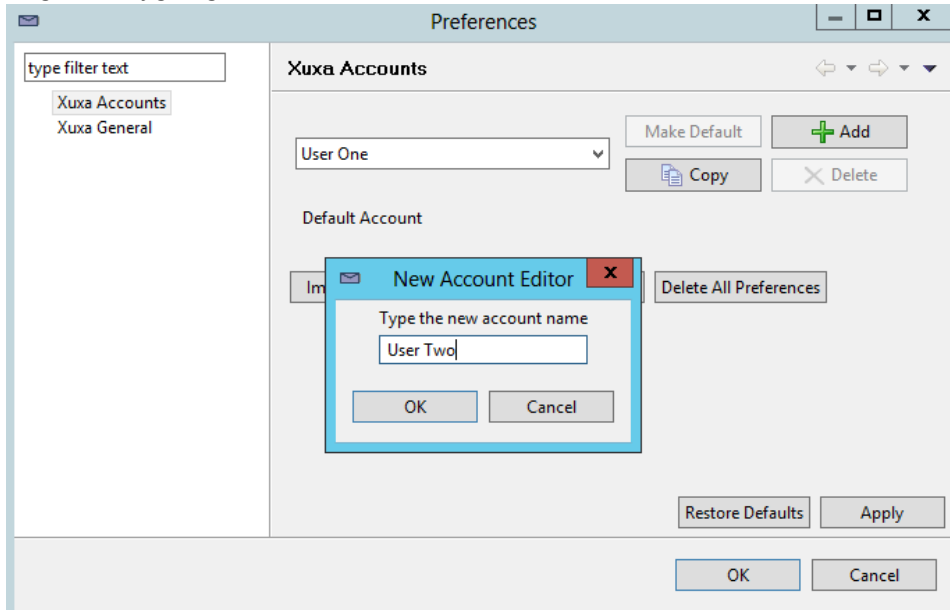 Preferences
type filter text
Xuxa Accounts
Xuxa General
Xuxa Accounts
User One
Make Default
Add
Copy
Delete
Default Account
Delete All Preferences
New Account Editor
Type the new account name
User Two
OK
Cancel
Restore Defaults
Apply
OK
Cancel